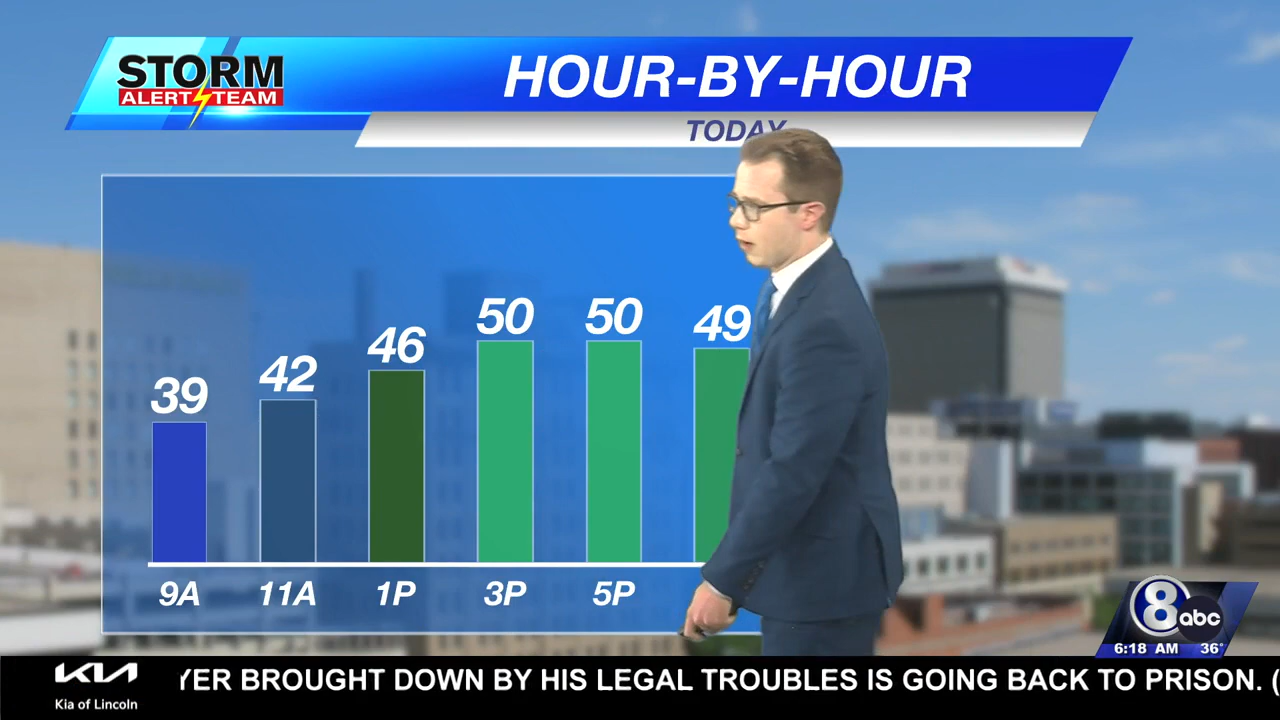 STORM
ALERT TEAM
HOUR-BY-HOUR
TODAY
39 42 46 50 50 49
9A 11A 1P 3P 5P
8 abc
6:18 AM 36°
KIA
Kia of Lincoln
YER BROUGHT DOWN BY HIS LEGAL TROUBLES IS GOING BACK TO PRISON. (